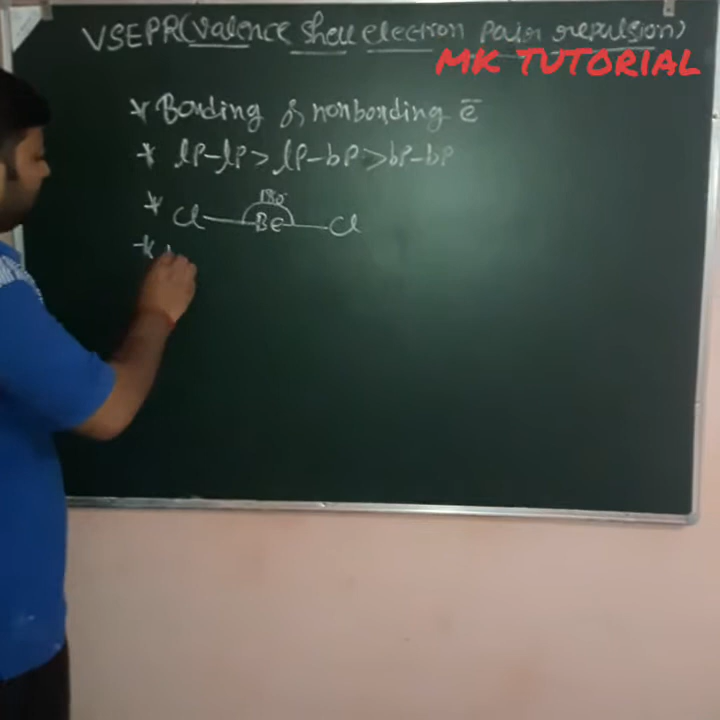 VSEPR(Valence Shell electron pair repulsion)
MK TUTORIAL
* Bonding & nonbonding ē
* lP-lP > lP-bP > bP-bP
* Cl—Be—Cl
180°
*